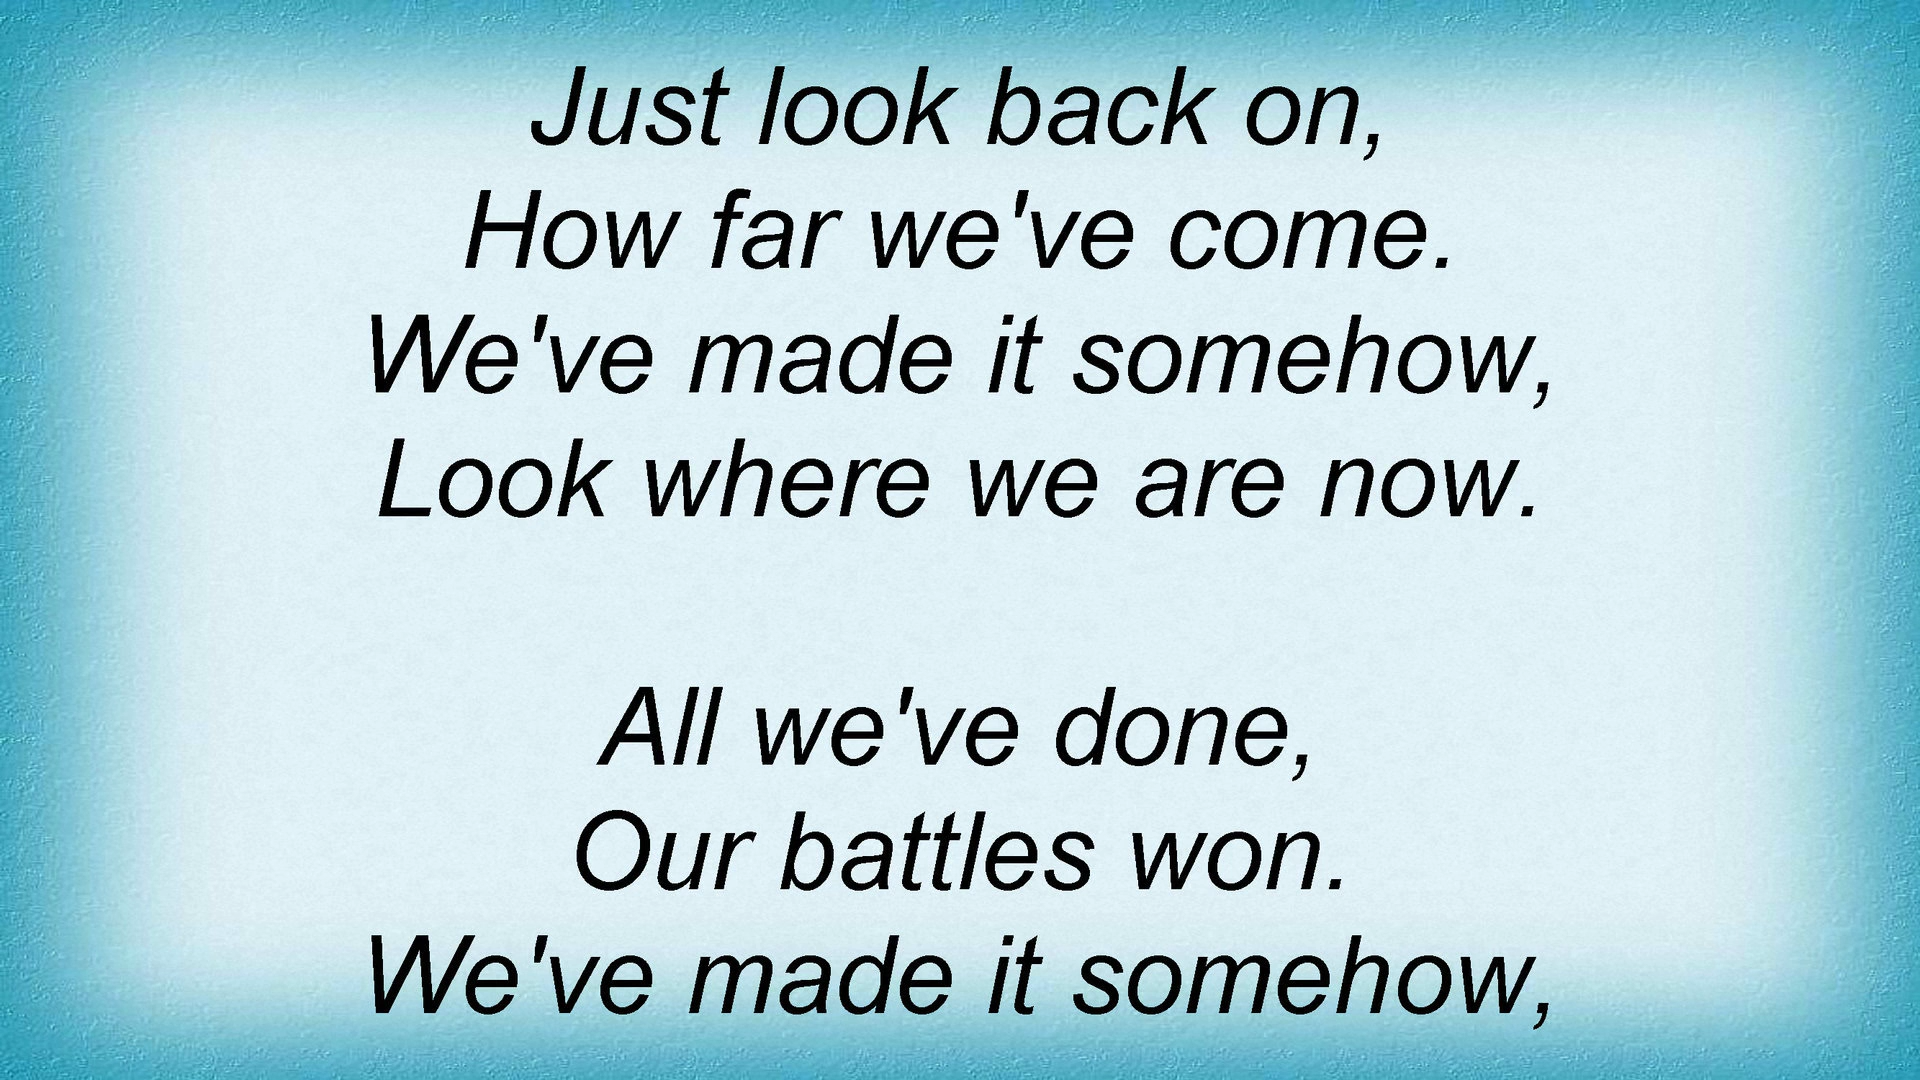 Just look back on,
How far we've come.
We've made it somehow,
Look where we are now.
All we've done,
Our battles won.
We've made it somehow,